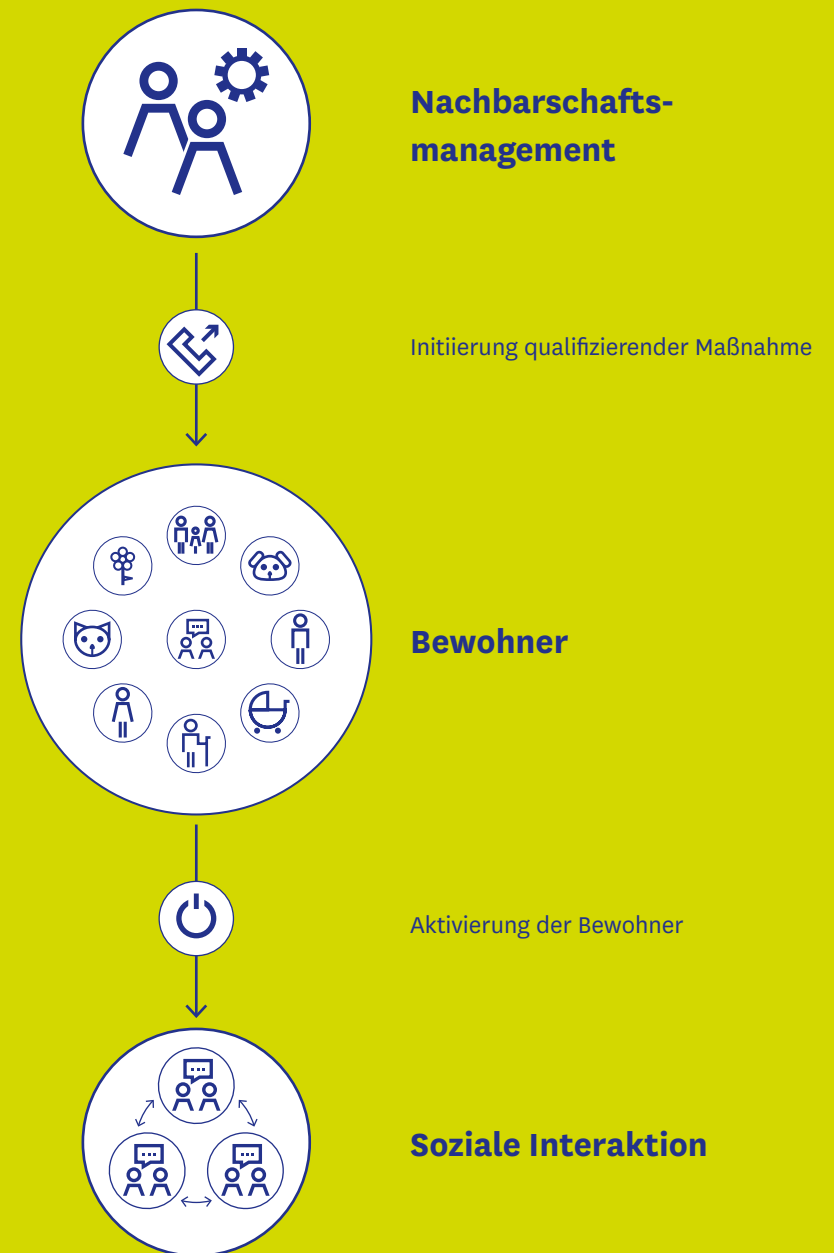 Nachbarschafts-
management
Initiierung qualifizierender Maßnahme
Bewohner
Aktivierung der Bewohner
Soziale Interaktion